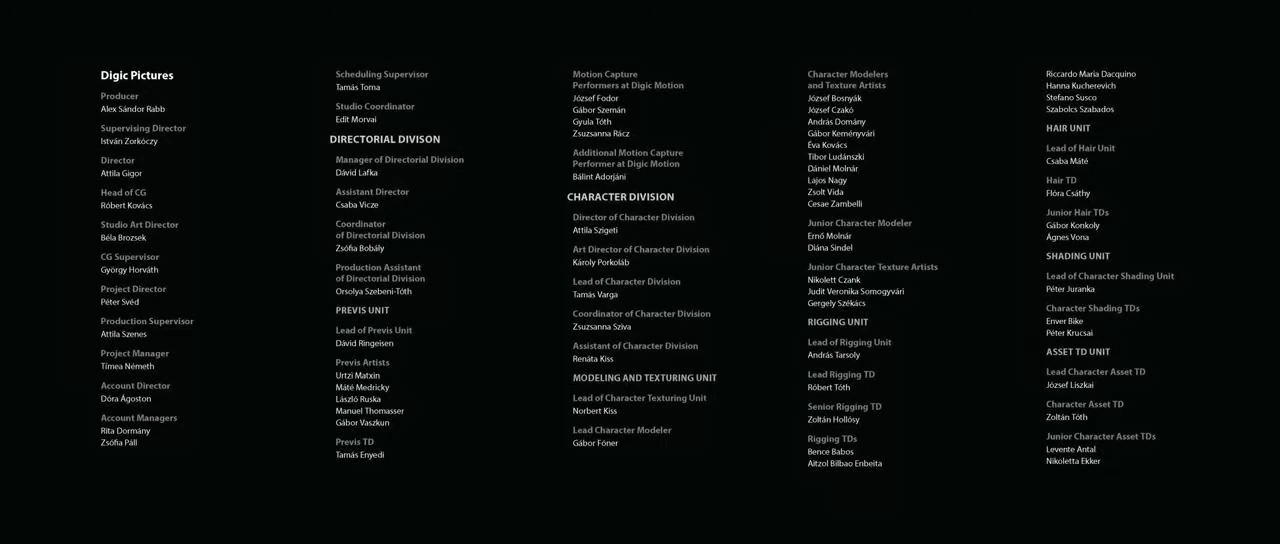 Digic Pictures
Producer
Alex Sándor Rabb
Supervising Director
István Zorkóczy
Director
Attila Gigor
Head of CG
Róbert Kovács
Studio Art Director
Béla Brozsek
CG Supervisor
György Horváth
Project Director
Péter Svéd
Production Supervisor
Attila Szenes
Project Manager
Tímea Németh
Account Director
Dóra Ágoston
Account Managers
Rita Dormány
Zsófia Páll
Scheduling Supervisor
Tamás Toma
Studio Coordinator
Edit Morvai
DIRECTORIAL DIVISON
Manager of Directorial Division
Dávid Lafka
Assistant Director
Csaba Vicze
Coordinator
of Directorial Division
Zsófia Bobály
Production Assistant
of Directorial Division
Orsolya Szebeni-Tóth
PREVIS UNIT
Lead of Previs Unit
Dávid Ringeisen
Previs Artists
Urtzi Matxin
Máté Medricky
László Ruska
Manuel Thomasser
Gábor Vaszkun
Previs TD
Tamás Enyedi
Motion Capture
Performers at Digic Motion
József Fodor
Gábor Szemán
Gyula Tóth
Zsuzsanna Rácz
Additional Motion Capture
Performer at Digic Motion
Bálint Adorjáni
CHARACTER DIVISION
Director of Character Division
Attila Szigeti
Art Director of Character Division
Károly Porkoláb
Lead of Character Division
Tamás Varga
Coordinator of Character Division
Zsuzsanna Sziva
Assistant of Character Division
Renáta Kiss
MODELING AND TEXTURING UNIT
Lead of Character Texturing Unit
Norbert Kiss
Lead Character Modeler
Gábor Fóner
Character Modelers
and Texture Artists
József Bosnyák
József Czakó
András Domány
Gábor Keményvári
Éva Kovács
Tibor Ludánszki
Dániel Molnár
Lajos Nagy
Zsolt Vida
Cesae Zambelli
Junior Character Modeler
Ernő Molnár
Diána Sindel
Junior Character Texture Artists
Nikolett Czank
Judit Veronika Somogyvári
Gergely Székács
RIGGING UNIT
Lead of Rigging Unit
András Tarsoly
Lead Rigging TD
Róbert Tóth
Senior Rigging TD
Zoltán Hollósy
Rigging TDs
Bence Babos
Aitzol Bilbao Enbeita
Riccardo Maria Dacquino
Hanna Kucherevich
Stefano Susco
Szabolcs Szabados
HAIR UNIT
Lead of Hair Unit
Csaba Máté
Hair TD
Flóra Csáthy
Junior Hair TDs
Gábor Konkoly
Ágnes Vona
SHADING UNIT
Lead of Character Shading Unit
Péter Juranka
Character Shading TDs
Enver Bike
Péter Krucsai
ASSET TD UNIT
Lead Character Asset TD
József Liszkai
Character Asset TD
Zoltán Tóth
Junior Character Asset TDs
Levente Antal
Nikoletta Ekker